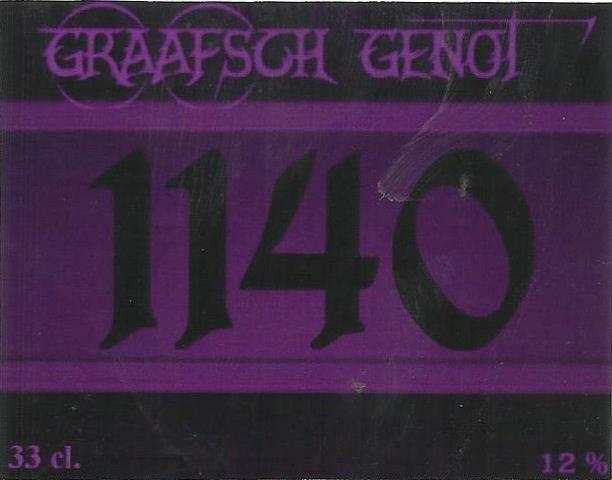 GRAAFSCH GENOT
1140
33 cl.
12 %